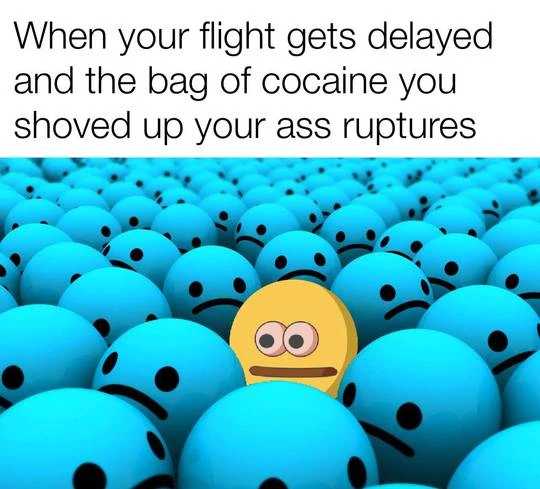 When your flight gets delayed
and the bag of cocaine you
shoved up your ass ruptures